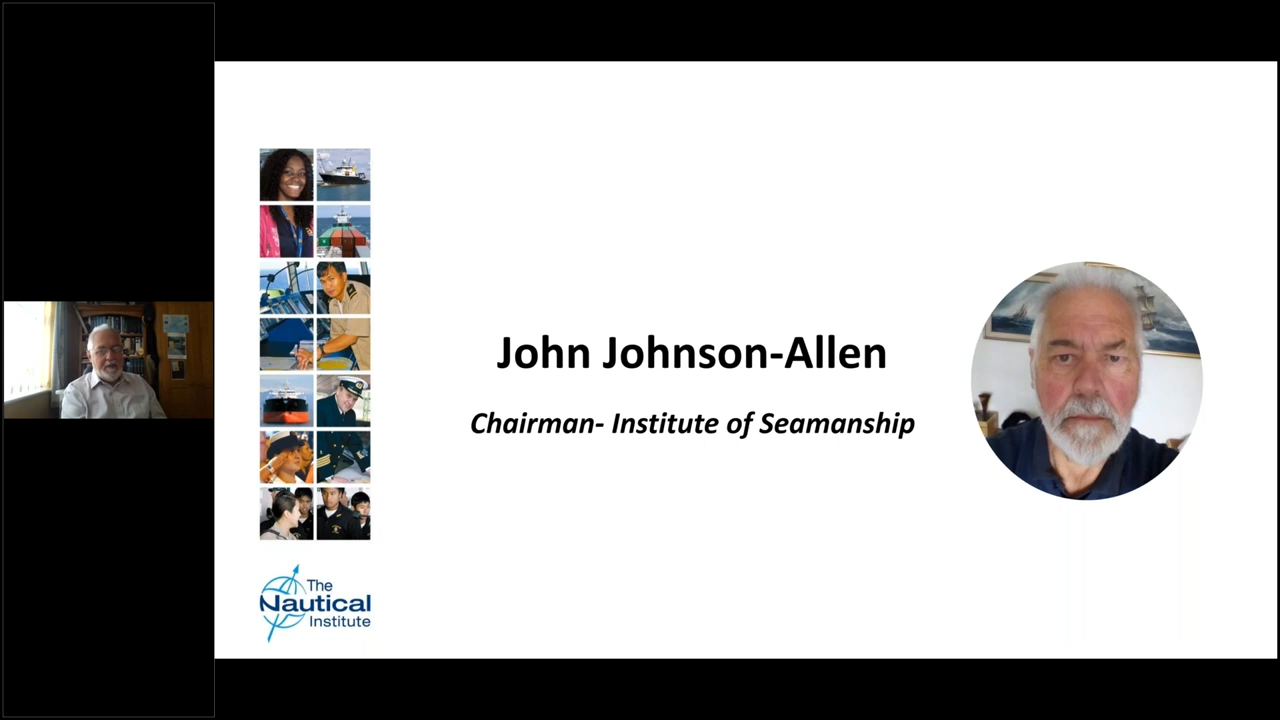 John Johnson-Allen
Chairman- Institute of Seamanship
The
Nautical
Institute